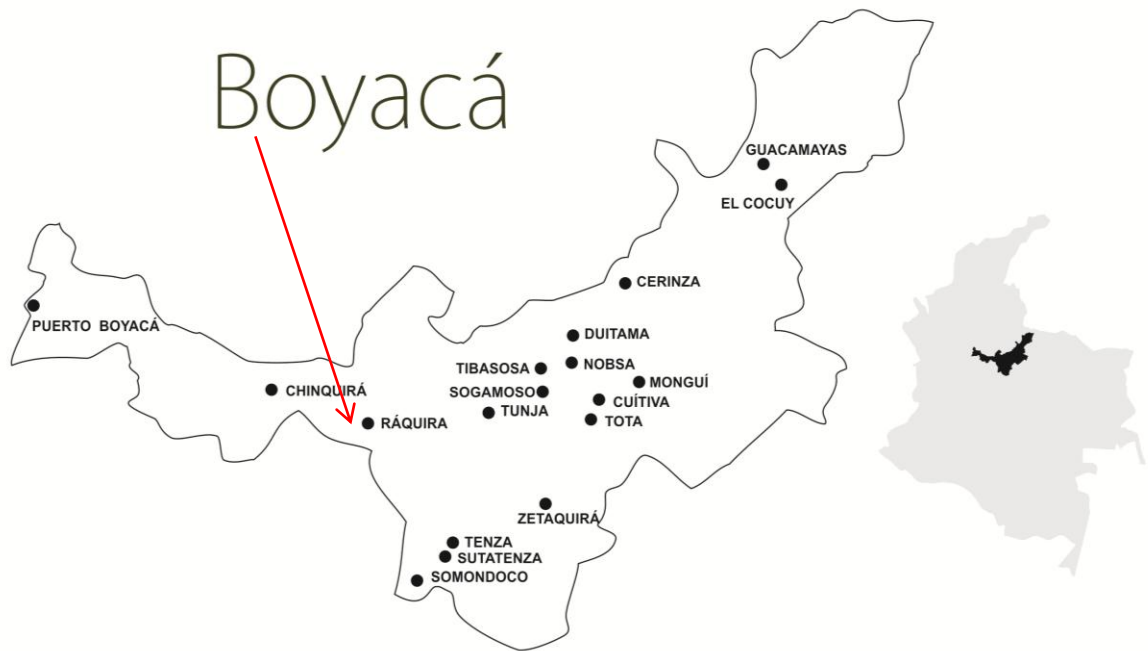 Boyacá
GUACAMAYAS
EL COCUY
CERINZA
PUERTO BOYACÁ
DUITAMA
TIBASOSA
NOBSA
MONGUÍ
CHINQUIRÁ
SOGAMOSO
CUÍTIVA
TUNJA
TOTA
RÁQUIRA
ZETAQUIRÁ
TENZA
SUTATENZA
SOMONDOCO